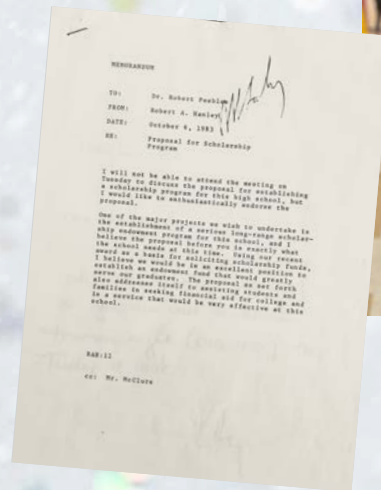 MEMORANDUM
TO: Dr. Robert Peebles
FROM: Robert A. Hanley
DATE: October 6, 1983
RE: Proposal for Scholarship
Program
I will not be able to attend the meeting on
Tuesday to discuss the proposal for establishing
a scholarship program for this high school, but
I would like to enthusiastically endorse the
proposal.
One of the major projects we wish to undertake is
the establishment of a serious long-range scholar-
ship endowment program for this school, and I
believe the proposal before you is exactly what
the school needs at this time. Using our recent
award as a basis for soliciting scholarship funds,
I believe we would be in an excellent position to
establish an endowment fund that would greatly
serve our graduates. The proposal as set forth
also addresses itself to assisting students and
families in seeking financial aid for college and
is a service that would be very effective at this
school.
RAH:ll
cc: Mr. McClure